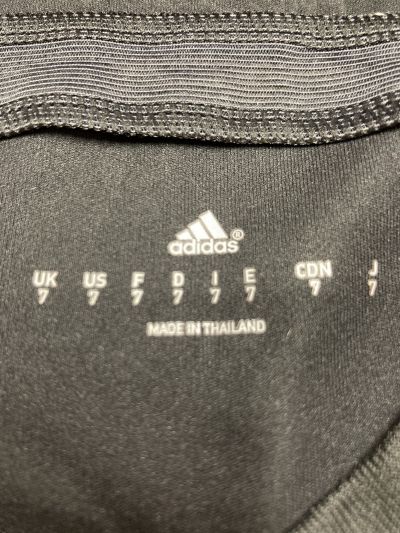 adidas®
UK US F D I E CDN J
7 7 7 7 7 7 7 7
MADE IN THAILAND